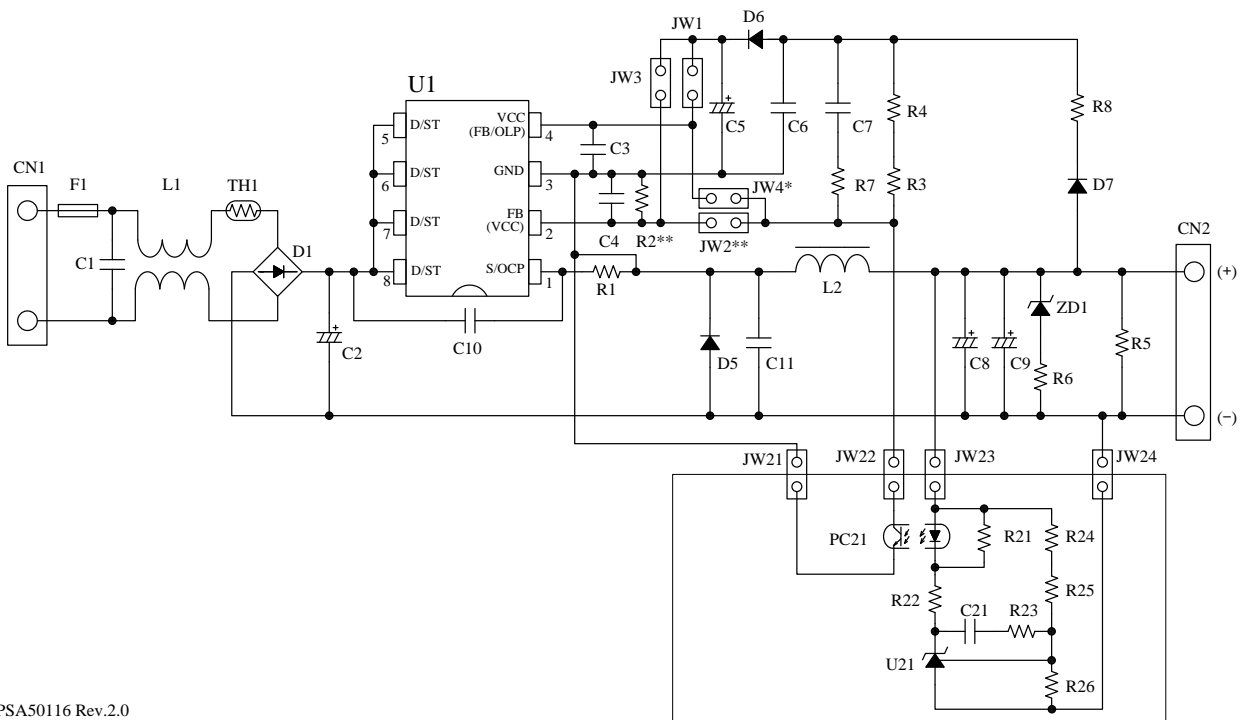 D6
JW1
JW3
U1
D/ST
VCC
(FB/OLP)
5
4
C3
C5
C6
C7
R4
R8
CN1
F1
L1
TH1
D/ST
GND
6
3
R7
R3
D7
JW4*
D/ST
FB
(VCC)
7
2
C4
R2**
JW2**
CN2
C1
D1
D/ST
S/OCP
8
1
R1
L2
(+)
+
C2
C10
D5
C11
+
C8
+
C9
ZD1
R6
R5
+
(−)
JW21
JW22
JW23
JW24
PC21
R21
R24
R22
C21
R23
R25
U21
R26
PSA50116 Rev.2.0